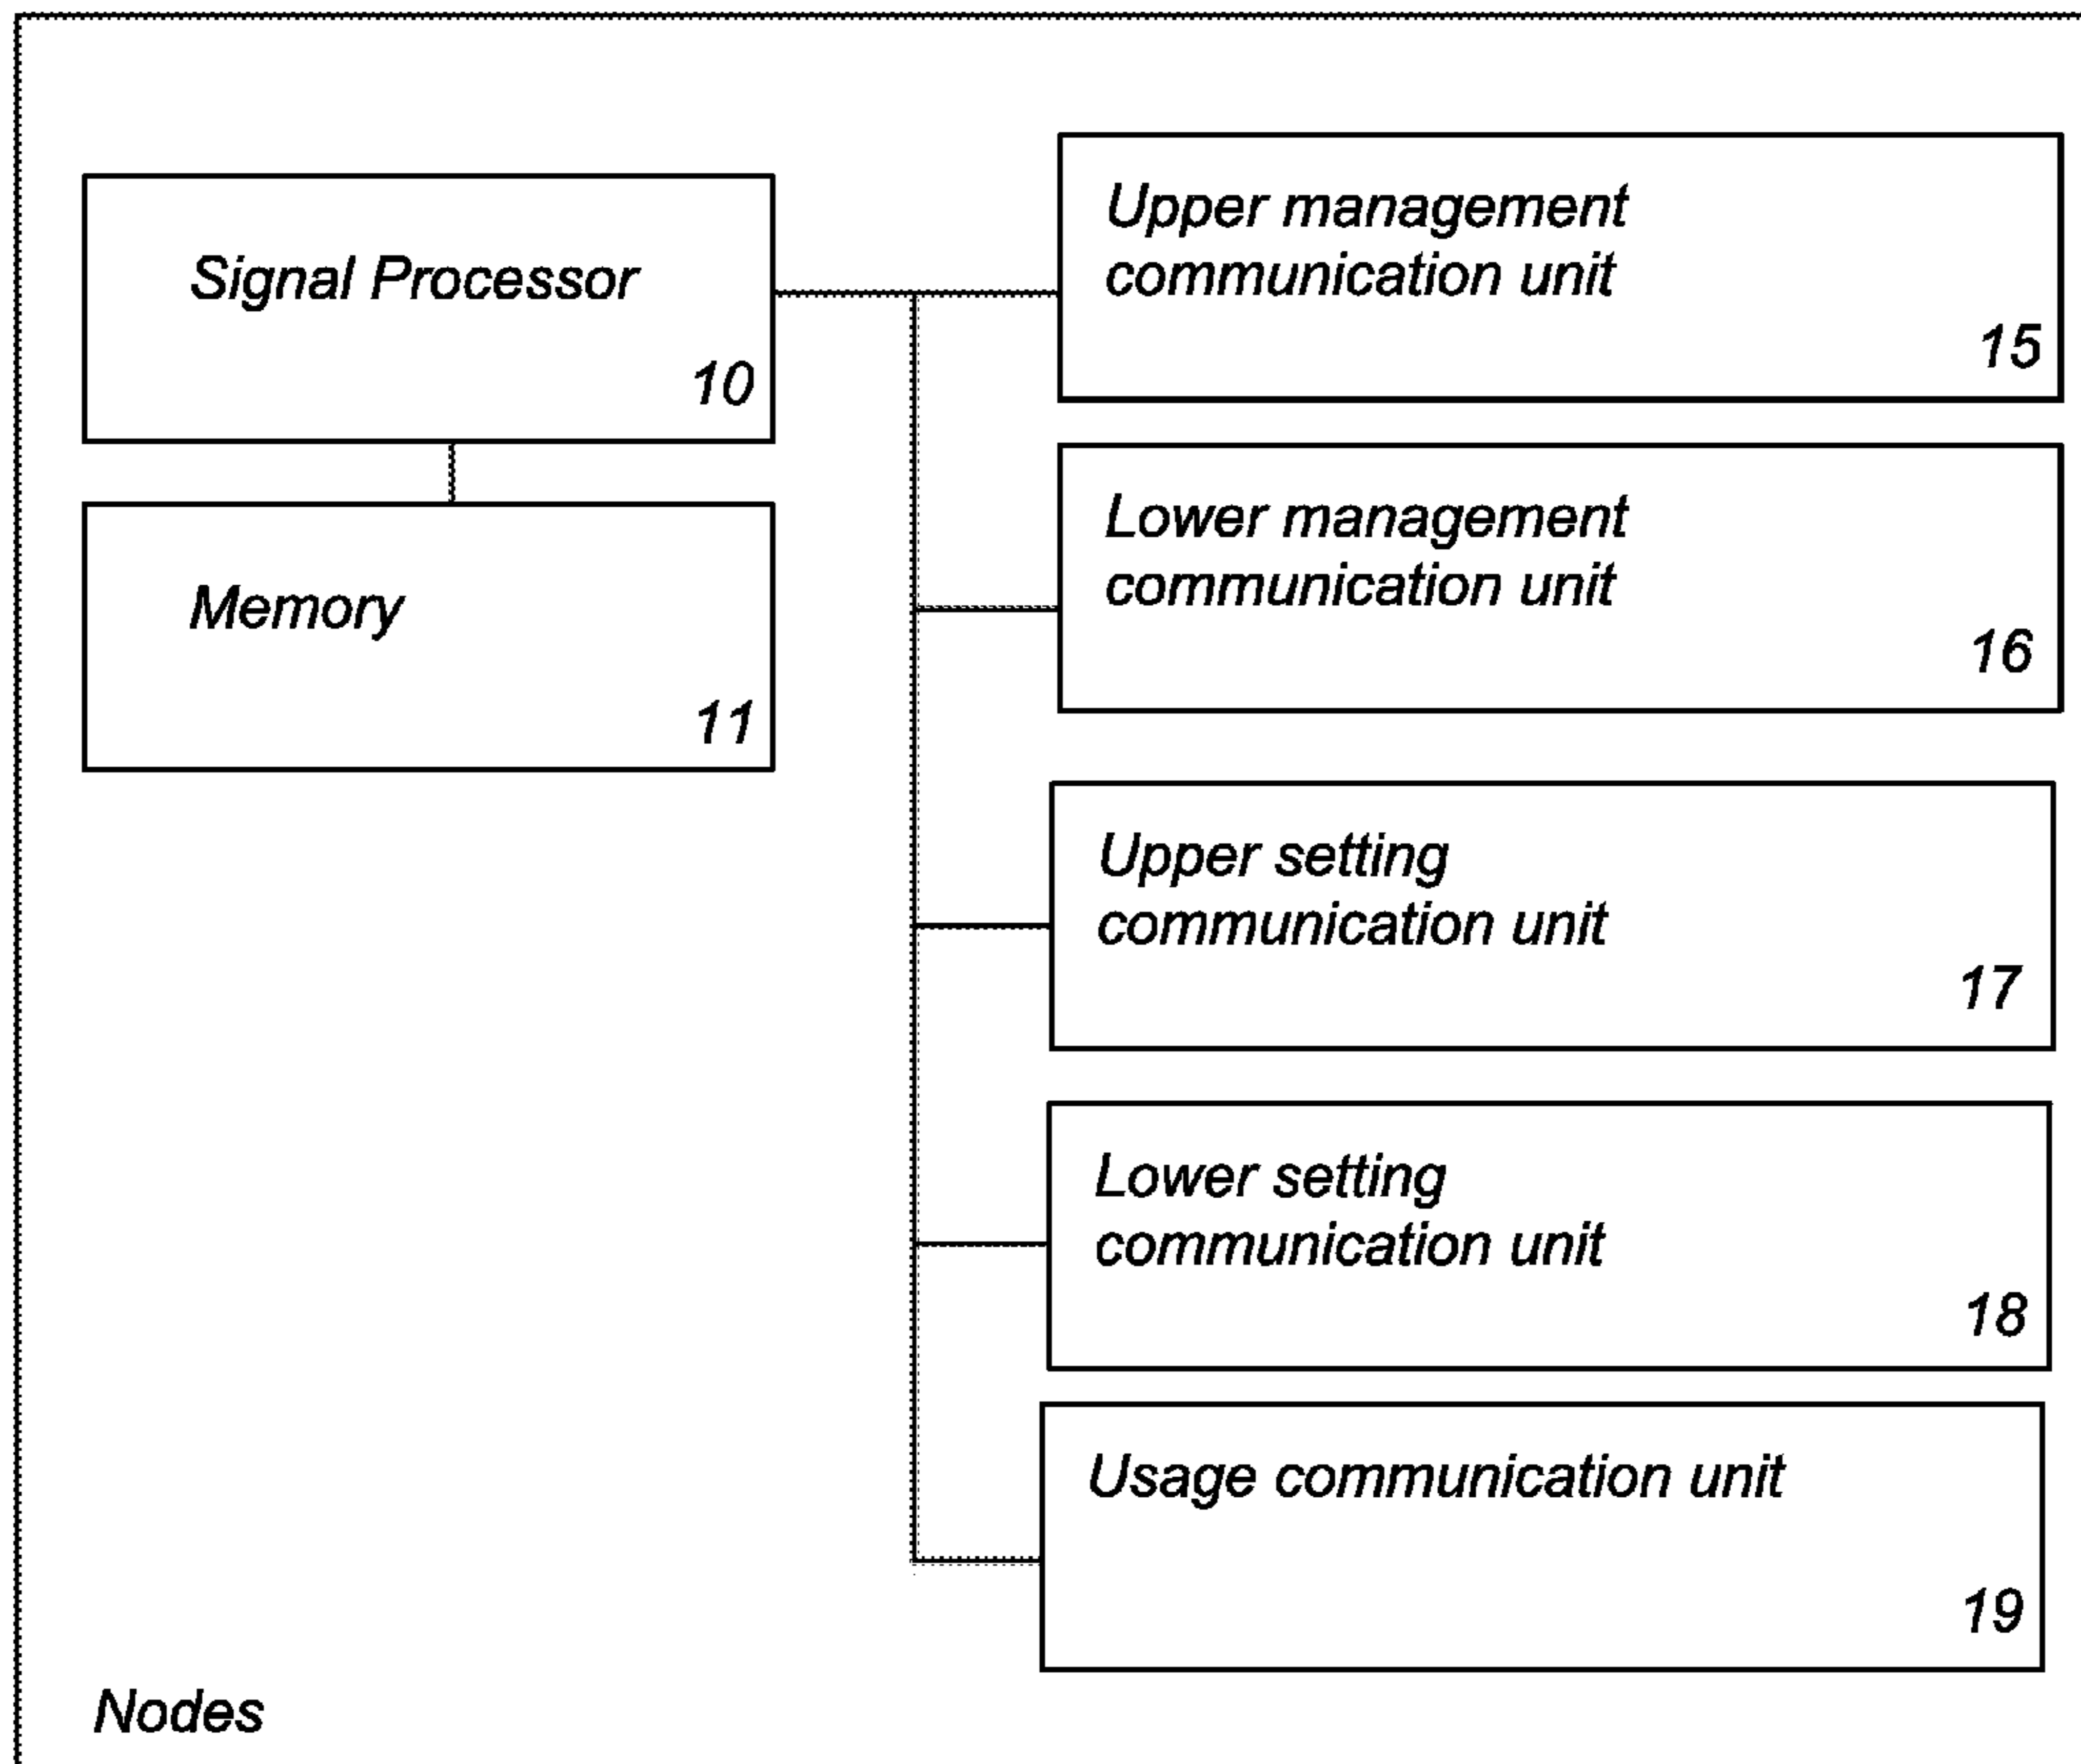 Signal Processor
10
Memory
11
Upper management
communication unit
15
Lower management
communication unit
16
Upper setting
communication unit
17
Lower setting
communication unit
18
Usage communication unit
19
Nodes